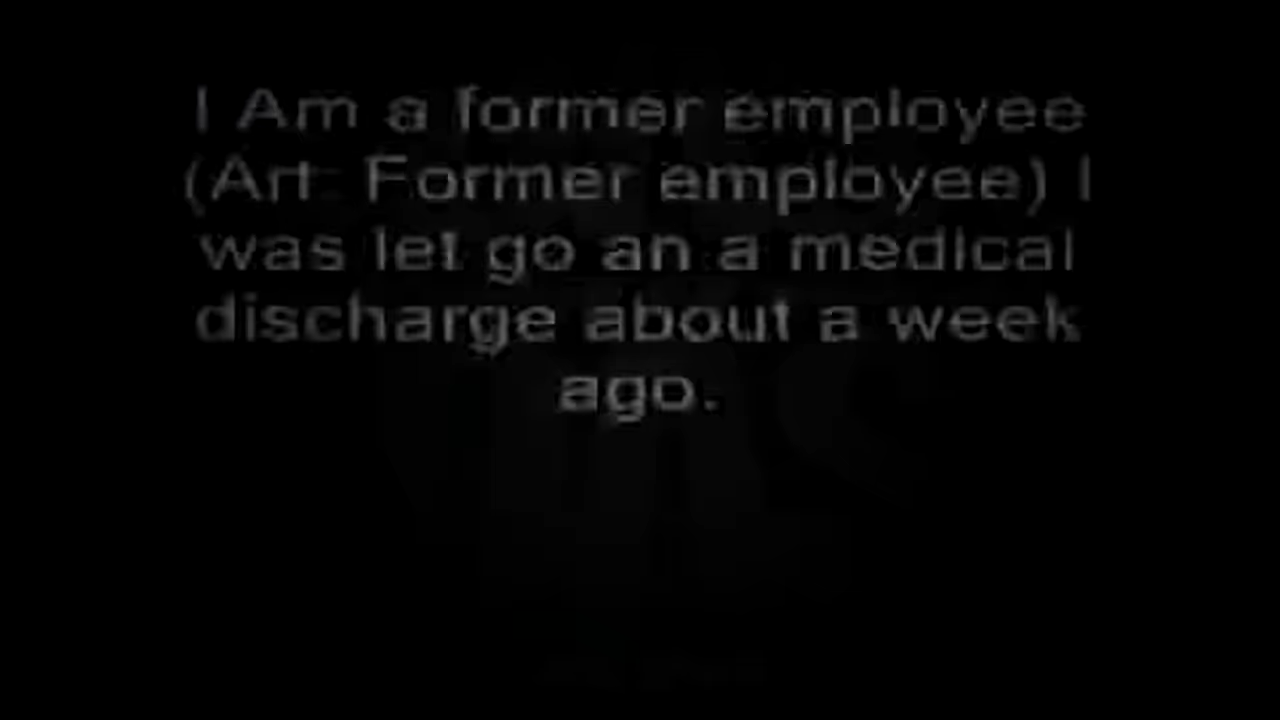 I Am a former employee
(Art: Former employee) I
was let go an a medical
discharge about a week
ago.